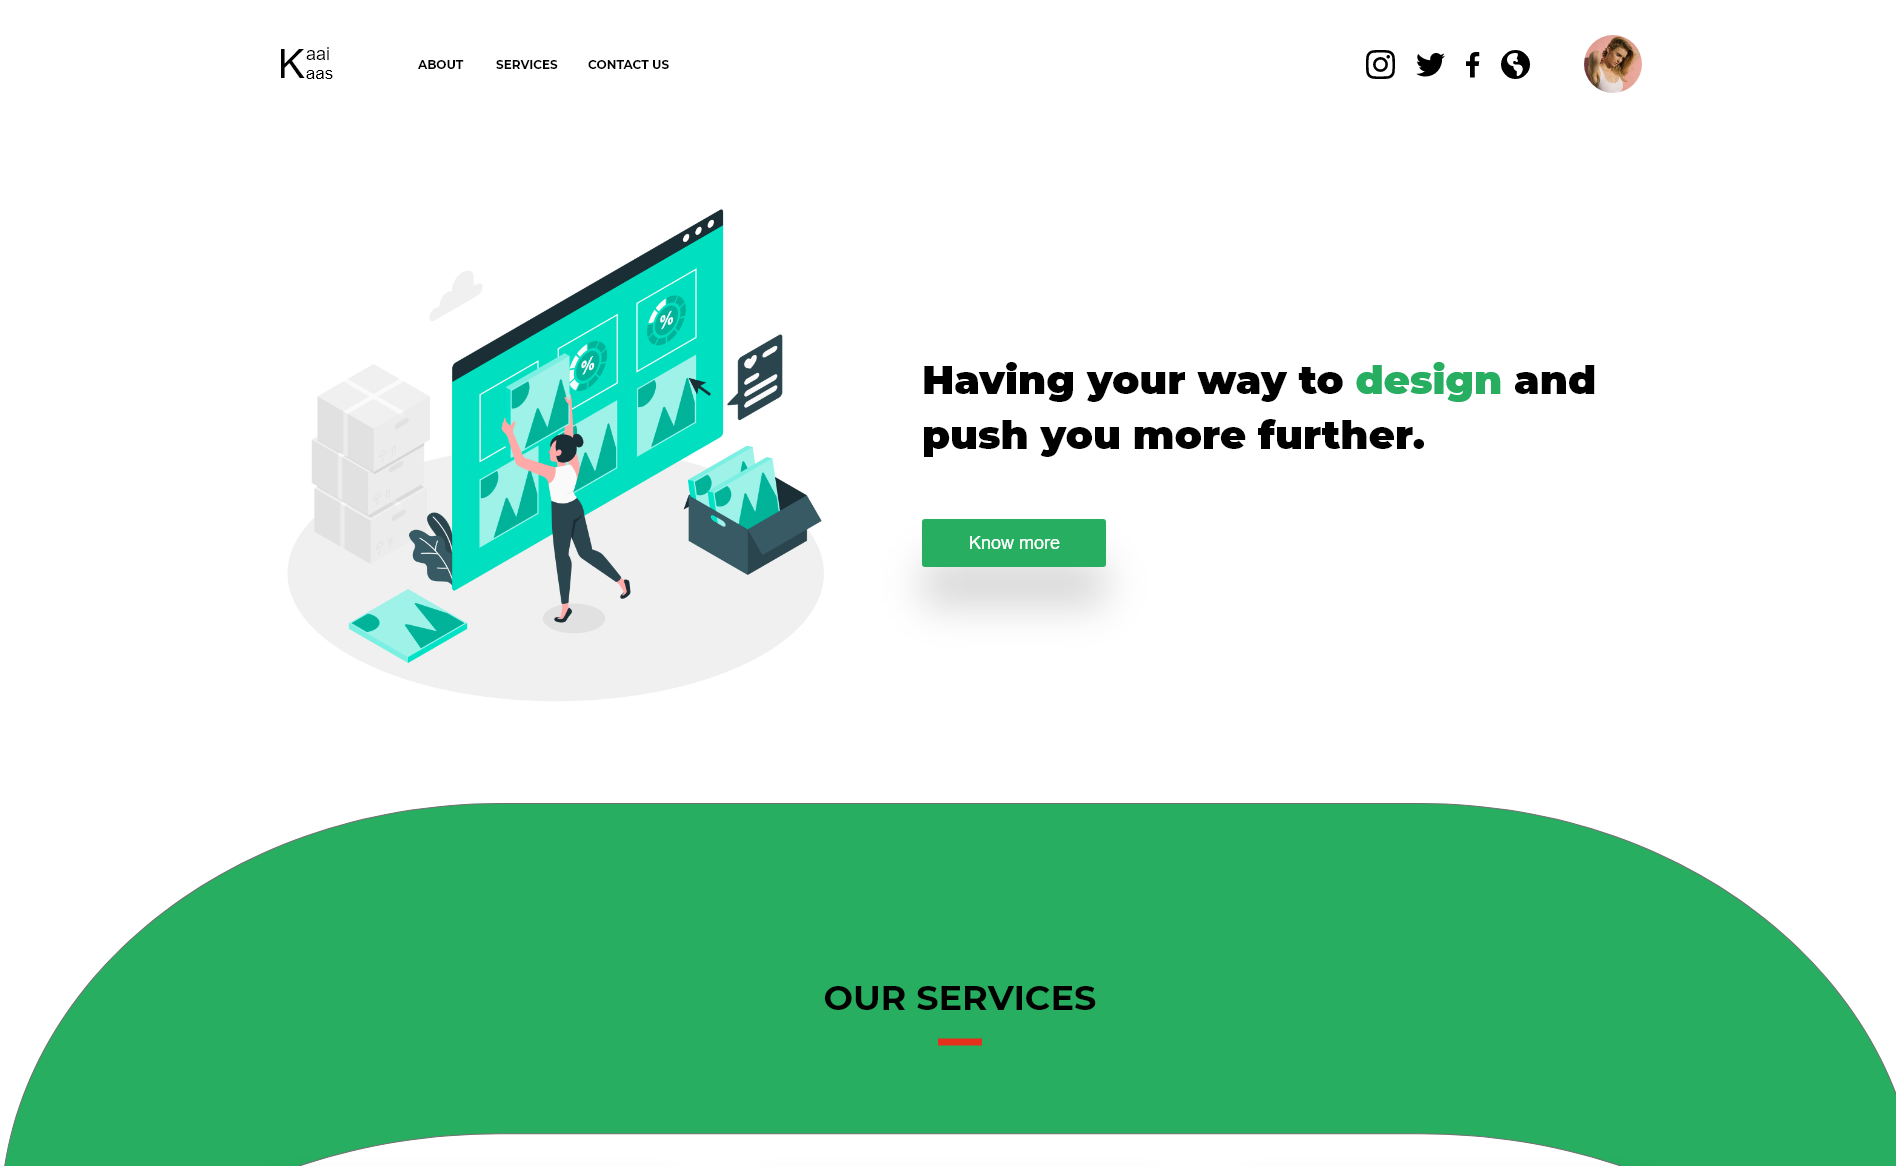 Kaai
Kaas
ABOUT
SERVICES
CONTACT US
%
%
Having your way to design and
push you more further.
Know more
OUR SERVICES